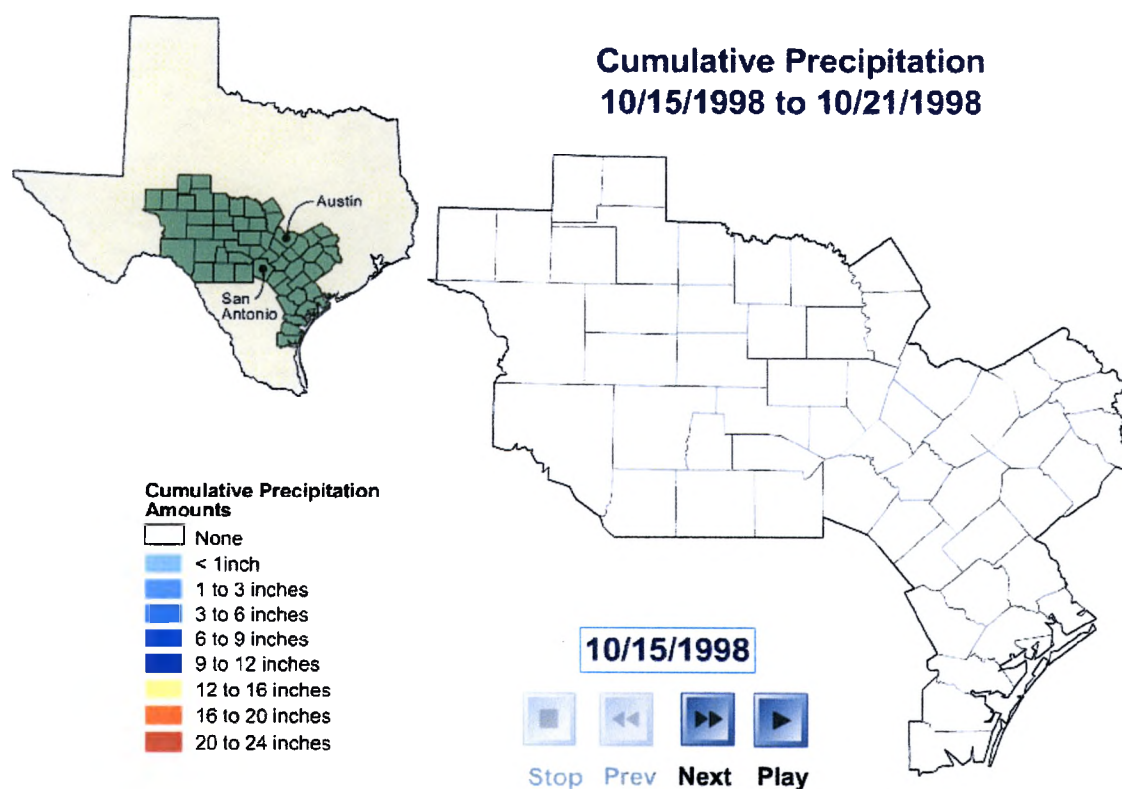 Cumulative Precipitation
10/15/1998 to 10/21/1998
Austin
San
Antonio
Cumulative Precipitation
Amounts
None
< 1inch
1 to 3 inches
3 to 6 inches
6 to 9 inches
9 to 12 inches
12 to 16 inches
16 to 20 inches
20 to 24 inches
10/15/1998
Stop Prev Next Play